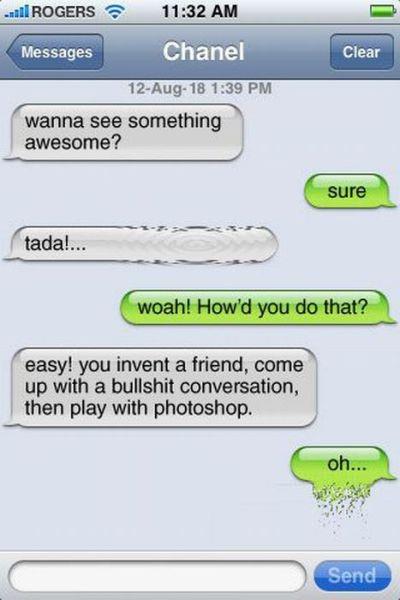 ROGERS 11:32 AM
Messages Chanel Clear
12-Aug-18 1:39 PM
wanna see something
awesome?
sure
tada!...
woah! How'd you do that?
easy! you invent a friend, come
up with a bullshit conversation,
then play with photoshop.
oh...
Send